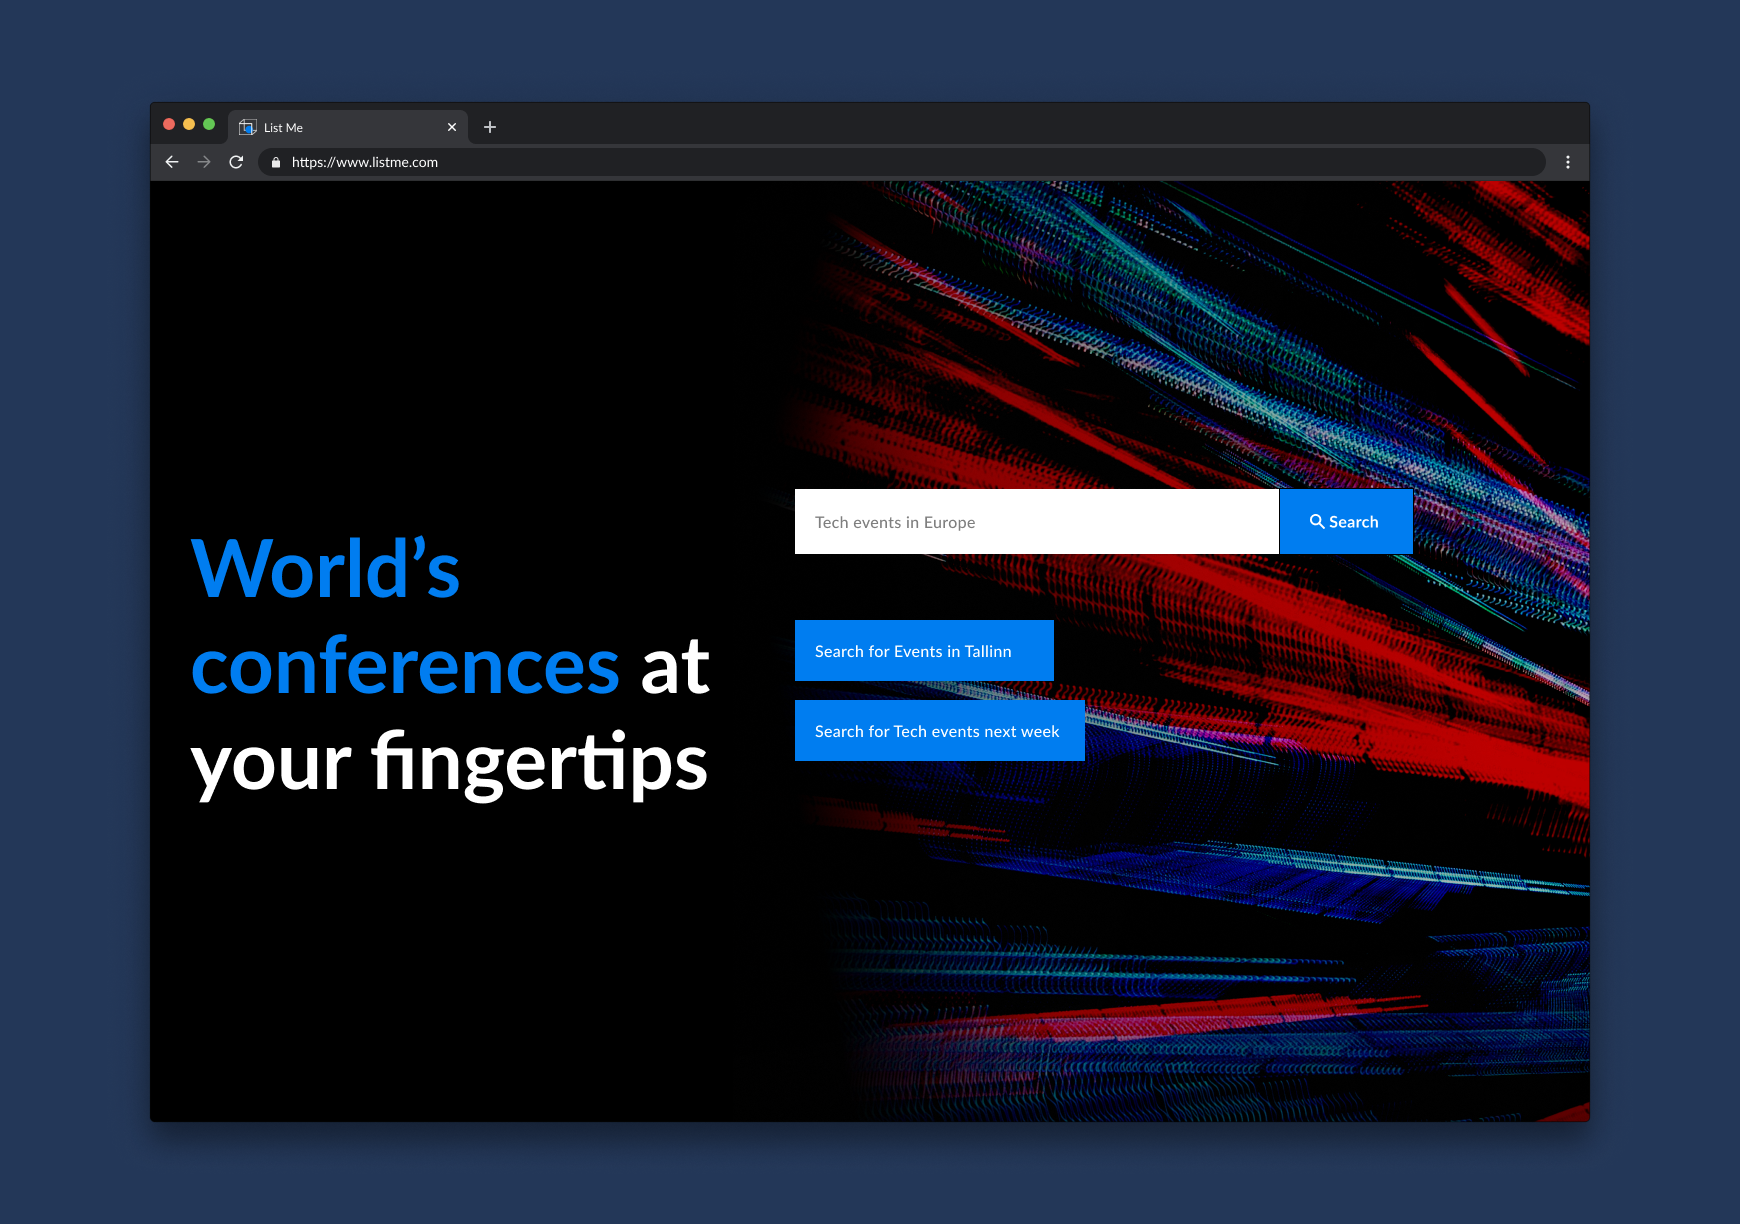 List Me
https://www.listme.com
World’s
conferences at
your fingertips
Tech events in Europe
Search
Search for Events in Tallinn
Search for Tech events next week